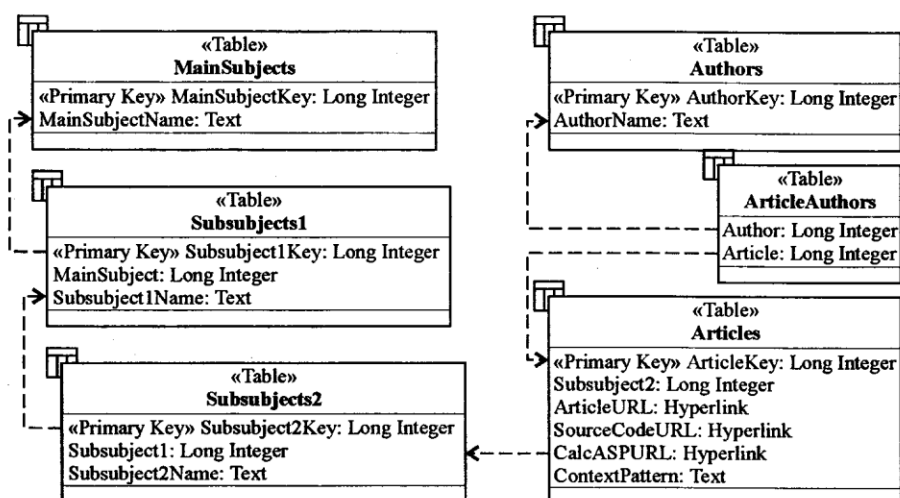 «Table»
MainSubjects
«Primary Key» MainSubjectKey: Long Integer
MainSubjectName: Text
«Table»
Subsubjects1
«Primary Key» Subsubject1Key: Long Integer
MainSubject: Long Integer
Subsubject1Name: Text
«Table»
Subsubjects2
«Primary Key» Subsubject2Key: Long Integer
Subsubject1: Long Integer
Subsubject2Name: Text
«Table»
Authors
«Primary Key» AuthorKey: Long Integer
AuthorName: Text
«Table»
ArticleAuthors
Author: Long Integer
Article: Long Integer
«Table»
Articles
«Primary Key» ArticleKey: Long Integer
Subsubject2: Long Integer
ArticleURL: Hyperlink
SourceCodeURL: Hyperlink
CalcASPURL: Hyperlink
ContextPattern: Text